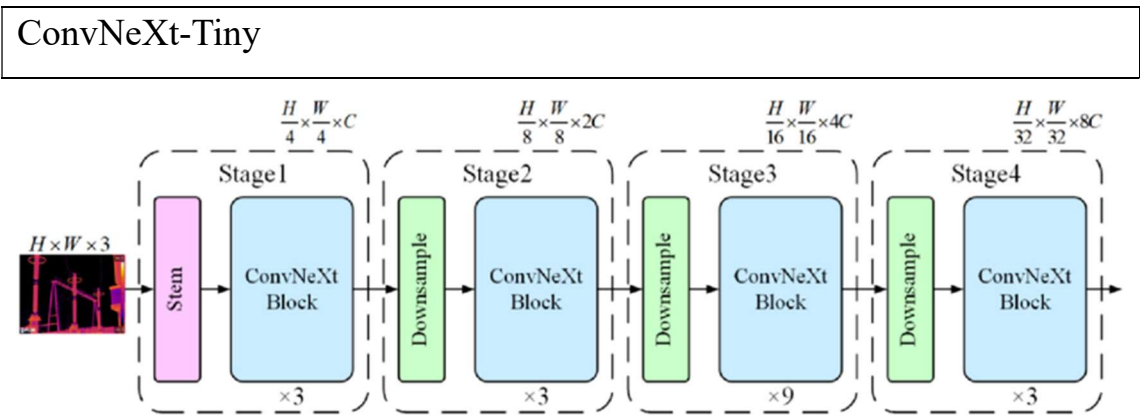 ConvNeXt-Tiny
H/4×W/4×C
H/8×W/8×2C
H/16×W/16×4C
H/32×W/32×8C
Stage1
Stage2
Stage3
Stage4
H×W×3
Stem
ConvNeXt
Block
Downsample
ConvNeXt
Block
Downsample
ConvNeXt
Block
Downsample
ConvNeXt
Block
×3
×3
×9
×3